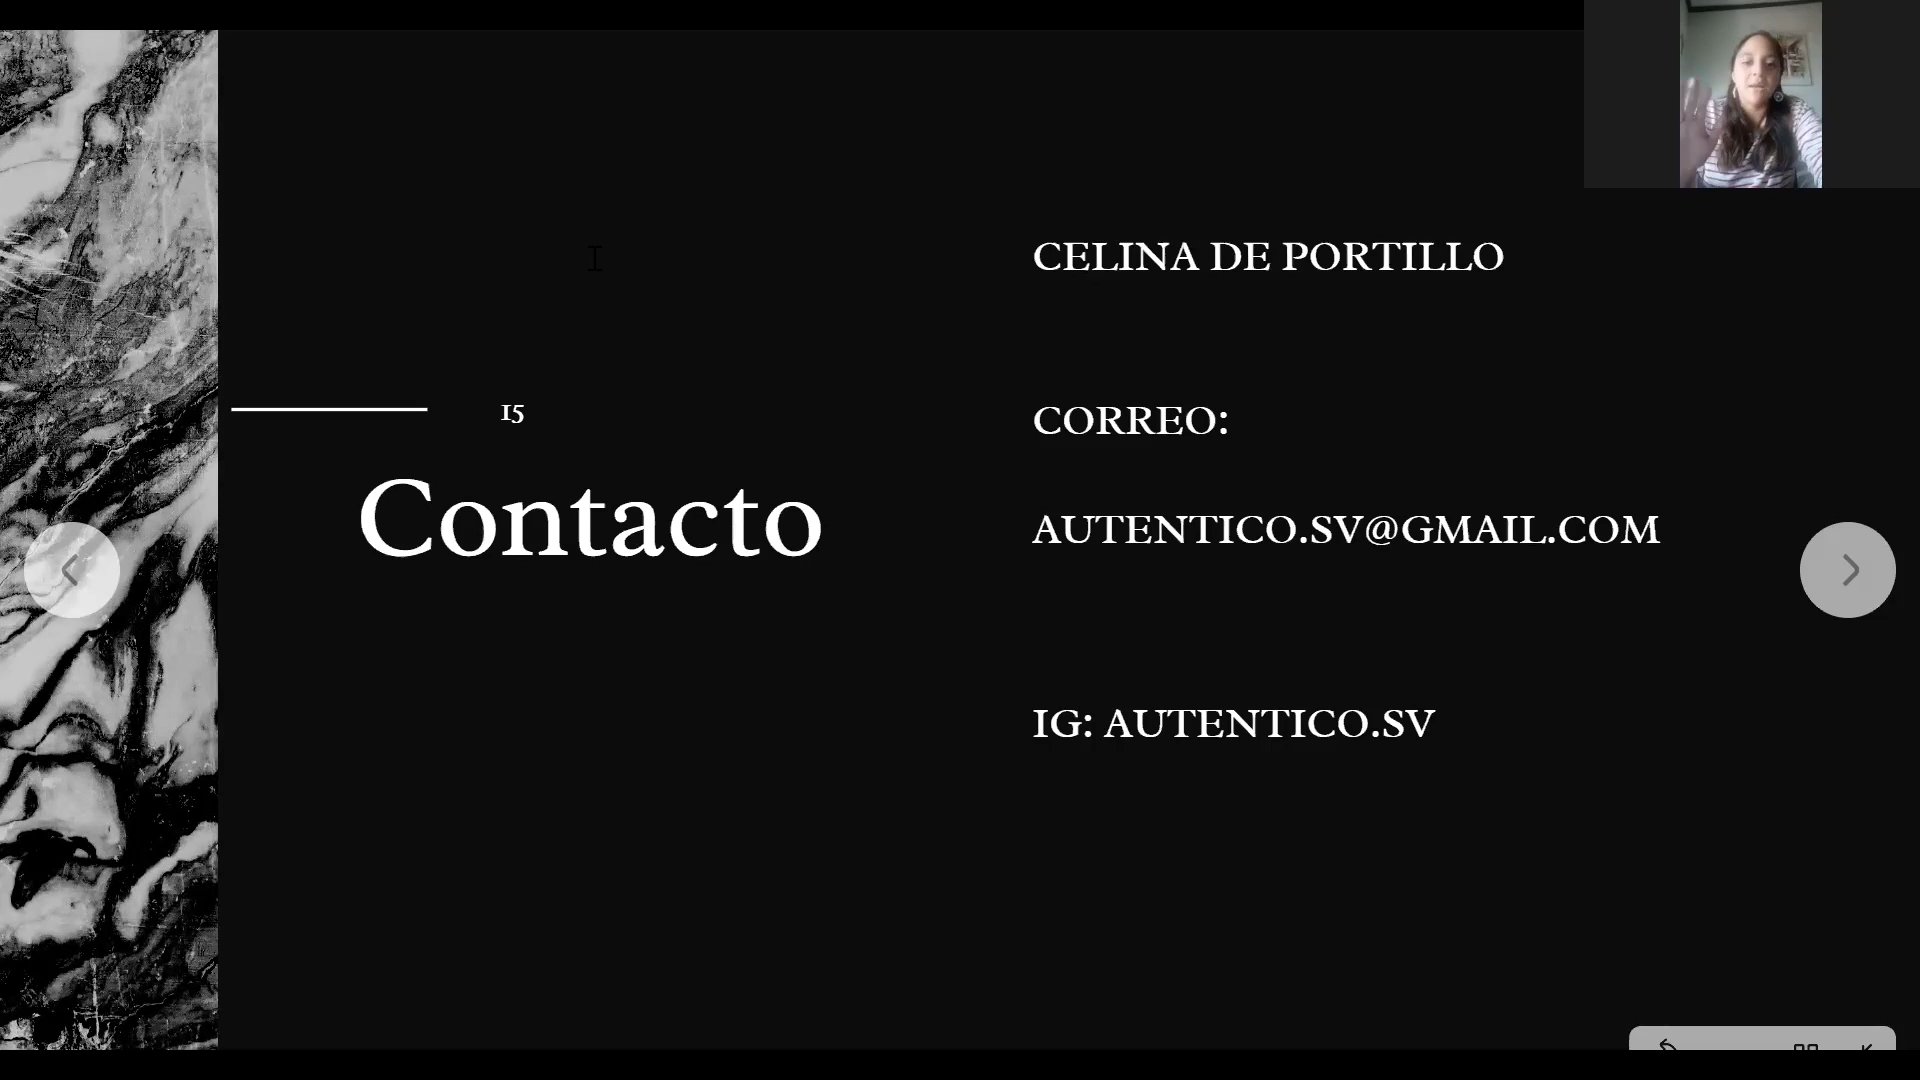 15
Contacto
CELINA DE PORTILLO
CORREO:
AUTENTICO.SV@GMAIL.COM
IG: AUTENTICO.SV